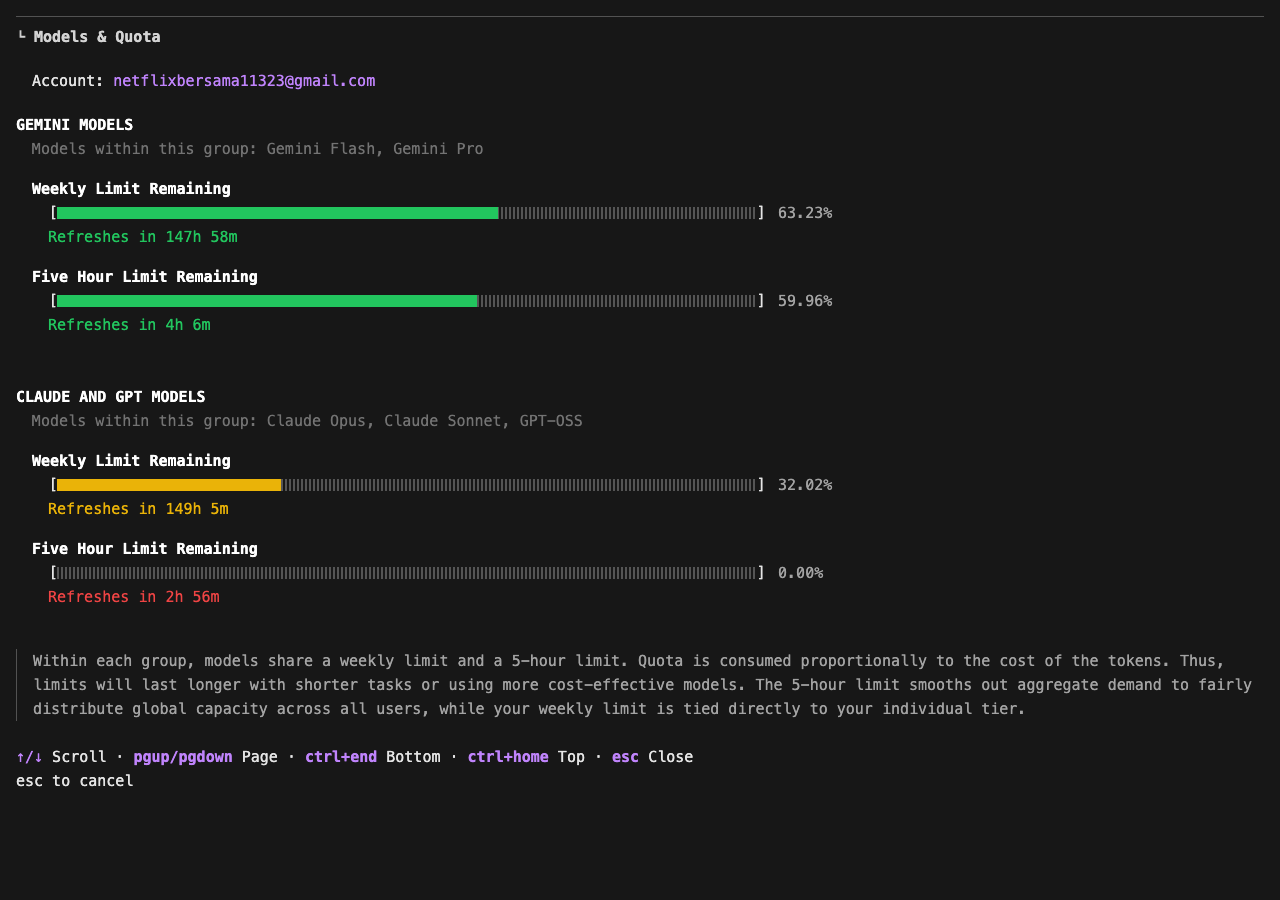 └ Models & Quota
Account: netflixbersama11323@gmail.com
GEMINI MODELS
Models within this group: Gemini Flash, Gemini Pro
Weekly Limit Remaining
[] 63.23%
Refreshes in 147h 58m
Five Hour Limit Remaining
[] 59.96%
Refreshes in 4h 6m
CLAUDE AND GPT MODELS
Models within this group: Claude Opus, Claude Sonnet, GPT-OSS
Weekly Limit Remaining
[] 32.02%
Refreshes in 149h 5m
Five Hour Limit Remaining
[] 0.00%
Refreshes in 2h 56m
Within each group, models share a weekly limit and a 5-hour limit. Quota is consumed proportionally to the cost of the tokens. Thus,
limits will last longer with shorter tasks or using more cost-effective models. The 5-hour limit smooths out aggregate demand to fairly
distribute global capacity across all users, while your weekly limit is tied directly to your individual tier.
↑/↓ Scroll · pgup/pgdown Page · ctrl+end Bottom · ctrl+home Top · esc Close
esc to cancel